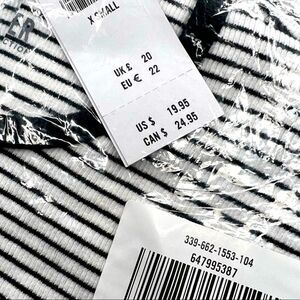 X SMALL
UK £ 20
EU € 22
US $ 19.95
CAN $ 24.95
339-662-1553-104
647995387